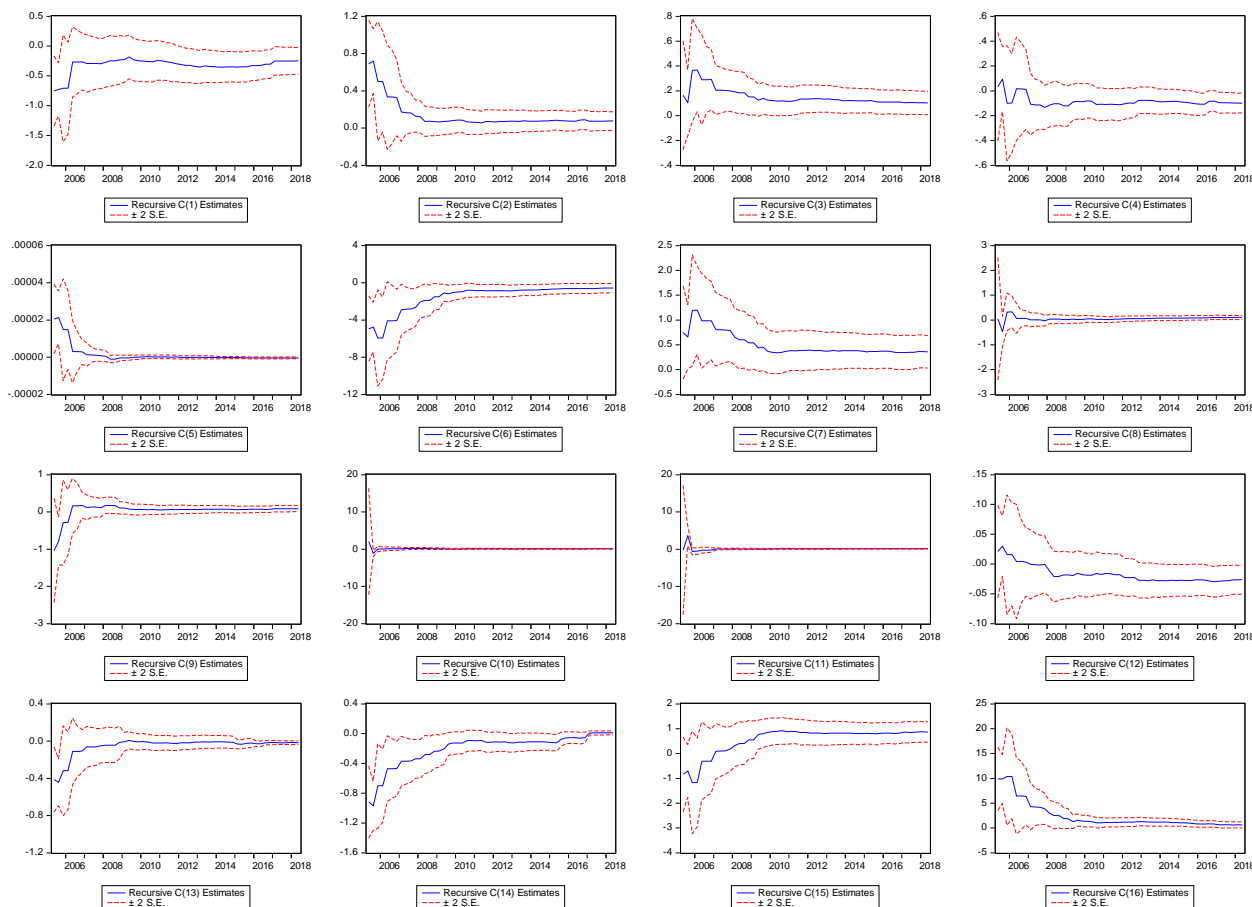 0.5
0.0
-0.5
-1.0
-1.5
-2.0
2006 2008 2010 2012 2014 2016 2018
Recursive C(1) Estimates
± 2 S.E.
1.2
0.8
0.4
0.0
-0.4
2006 2008 2010 2012 2014 2016 2018
Recursive C(2) Estimates
± 2 S.E.
.8
.6
.4
.2
.0
-.2
-.4
2006 2008 2010 2012 2014 2016 2018
Recursive C(3) Estimates
± 2 S.E.
.6
.4
.2
.0
-.2
-.4
-.6
2006 2008 2010 2012 2014 2016 2018
Recursive C(4) Estimates
± 2 S.E.
.00006
.00004
.00002
.00000
-.00002
2006 2008 2010 2012 2014 2016 2018
Recursive C(5) Estimates
± 2 S.E.
4
0
-4
-8
-12
2006 2008 2010 2012 2014 2016 2018
Recursive C(6) Estimates
± 2 S.E.
2.5
2.0
1.5
1.0
0.5
0.0
-0.5
2006 2008 2010 2012 2014 2016 2018
Recursive C(7) Estimates
± 2 S.E.
3
2
1
0
-1
-2
-3
2006 2008 2010 2012 2014 2016 2018
Recursive C(8) Estimates
± 2 S.E.
1
0
-1
-2
-3
2006 2008 2010 2012 2014 2016 2018
Recursive C(9) Estimates
± 2 S.E.
20
10
0
-10
-20
2006 2008 2010 2012 2014 2016 2018
Recursive C(10) Estimates
± 2 S.E.
20
10
0
-10
-20
2006 2008 2010 2012 2014 2016 2018
Recursive C(11) Estimates
± 2 S.E.
.15
.10
.05
.00
-.05
-.10
2006 2008 2010 2012 2014 2016 2018
Recursive C(12) Estimates
± 2 S.E.
0.4
0.0
-0.4
-0.8
-1.2
2006 2008 2010 2012 2014 2016 2018
Recursive C(13) Estimates
± 2 S.E.
0.4
0.0
-0.4
-0.8
-1.2
-1.6
2006 2008 2010 2012 2014 2016 2018
Recursive C(14) Estimates
± 2 S.E.
2
1
0
-1
-2
-3
-4
2006 2008 2010 2012 2014 2016 2018
Recursive C(15) Estimates
± 2 S.E.
25
20
15
10
5
0
-5
2006 2008 2010 2012 2014 2016 2018
Recursive C(16) Estimates
± 2 S.E.